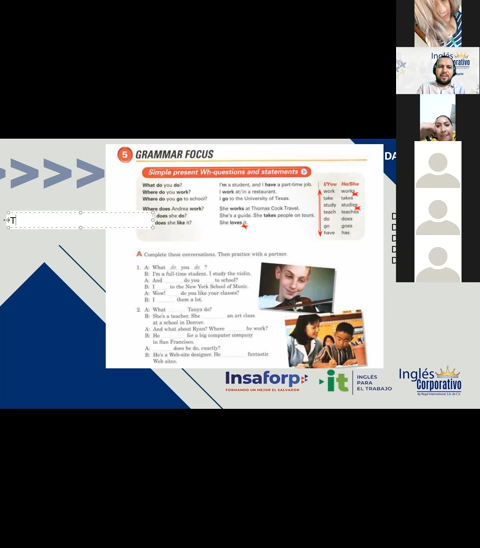 5 GRAMMAR FOCUS
Simple present Wh-questions and statements
What do you do? I'm a student, and I have a part-time job. I/You He/She
Where do you work? I work at/in a restaurant. work works
Where do you go to school? I go to the University of Texas. take takes
study studies
Where does Andrea work? She works at Thomas Cook Travel. teach teaches
does she do? She's a guide. She takes people on tours. do does
does she like it? She loves it. go goes
have has
A Complete these conversations. Then practice with a partner.
1. A: What do you do ?
B: I'm a full-time student. I study the violin.
A: And do you to school?
B: I to the New York School of Music.
A: Wow! do you like your classes?
B: I them a lot.
2. A: What Tanya do?
B: She's a teacher. She an art class
at a school in Denver.
A: And what about Ryan? Where he work?
B: He for a big computer company
in San Francisco.
A: does he do, exactly?
B: He's a Web-site designer. He fantastic
Web sites.
T
DA
Inglés
Corporativo
Insaforp
FORMANDO UN MEJOR EL SALVADOR
it
INGLÉS
PARA
EL TRABAJO
Inglés
Corporativo